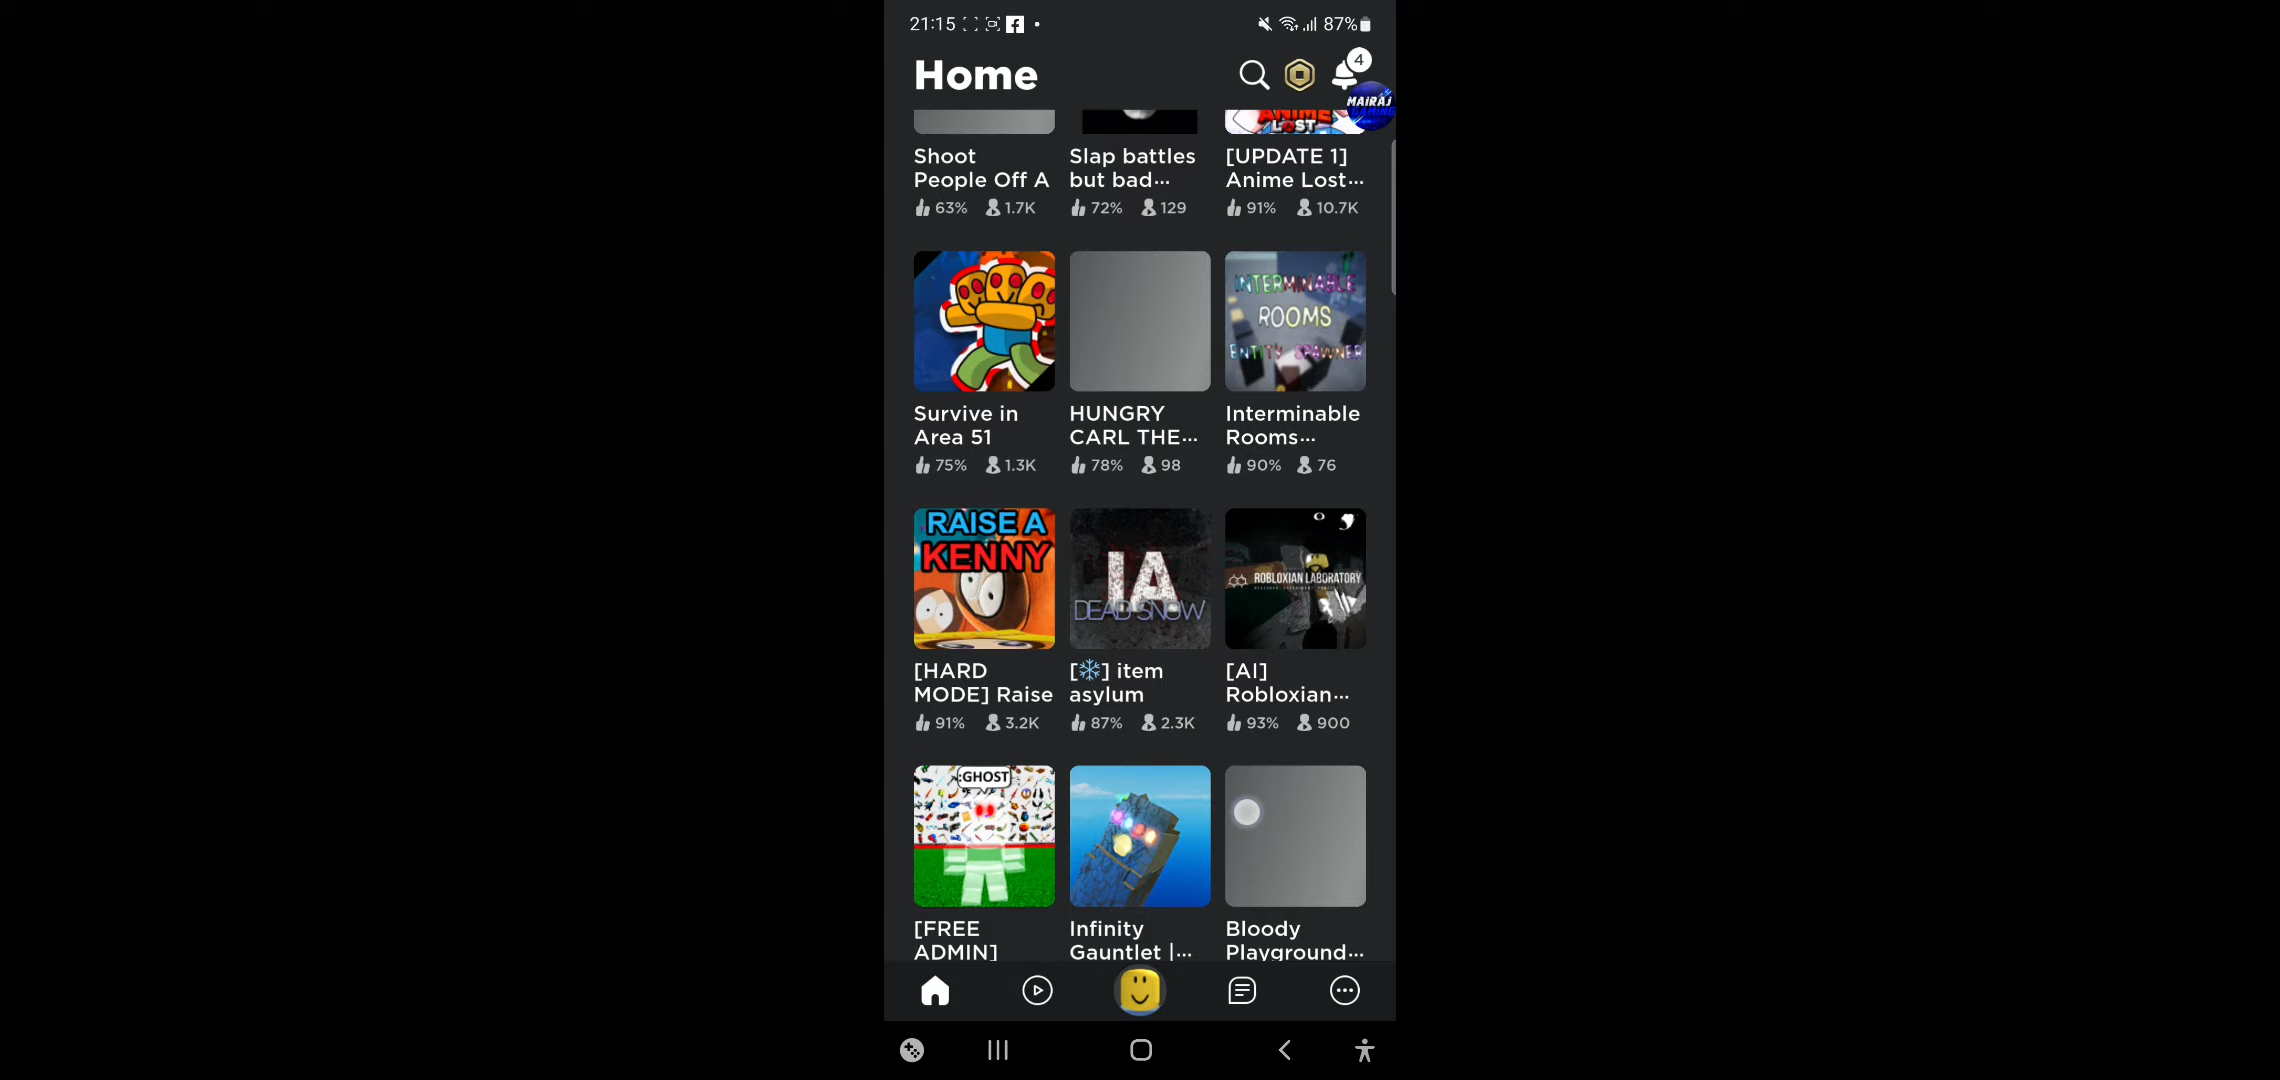 21:15 87%
Home 4
MAIRAJ
GAMING
ANIME
LOST
Shoot
People Off A
63% 1.7K
Slap battles
but bad...
72% 129
[UPDATE 1]
Anime Lost...
91% 10.7K
INTERMINABLE
ROOMS
ENTITY SPAWNER
Survive in
Area 51
75% 1.3K
HUNGRY
CARL THE...
78% 98
Interminable
Rooms...
90% 76
RAISE A
KENNY
IA
DEAD SNOW
ROBLOXIAN LABORATORY
[HARD
MODE] Raise
91% 3.2K
[❄️] item
asylum
87% 2.3K
[AI]
Robloxian...
93% 900
:GHOST
[FREE
ADMIN]
Infinity
Gauntlet |...
Bloody
Playground...